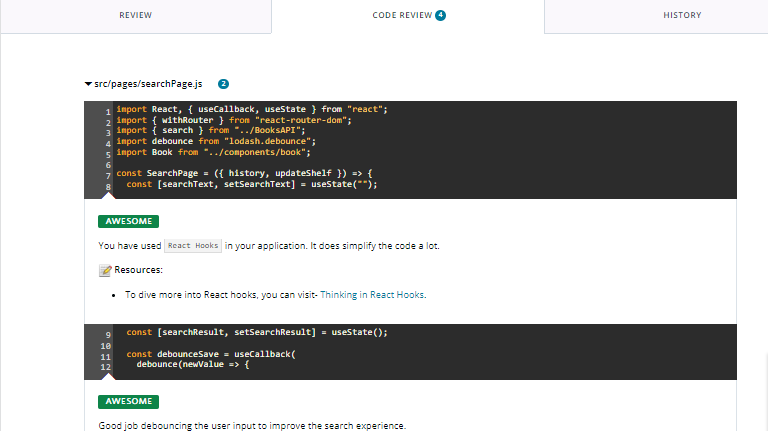 REVIEW
CODE REVIEW 4
HISTORY
src/pages/searchPage.js 2
1 import React, { useCallback, useState } from "react";
2 import { withRouter } from "react-router-dom";
3 import { search } from "../BooksAPI";
4 import debounce from "lodash.debounce";
5 import Book from "../components/book";
6
7 const SearchPage = ({ history, updateShelf }) => {
8 const [searchText, setSearchText] = useState("");
AWESOME
You have used React Hooks in your application. It does simplify the code a lot.
Resources:
• To dive more into React hooks, you can visit- Thinking in React Hooks.
9 const [searchResult, setSearchResult] = useState();
10
11 const debounceSave = useCallback(
12 debounce(newValue => {
AWESOME
Good job debouncing the user input to improve the search experience.